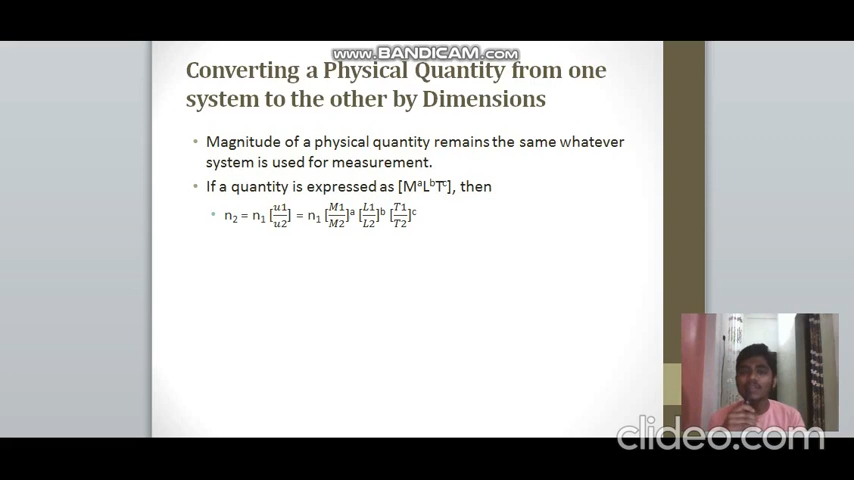 www.BANDICAM.com
Converting a Physical Quantity from one
system to the other by Dimensions
• Magnitude of a physical quantity remains the same whatever
system is used for measurement.
• If a quantity is expressed as [MᵃLᵇTᶜ], then
• n₂ = n₁ [u1/u2] = n₁ [M1/M2]ᵃ [L1/L2]ᵇ [T1/T2]ᶜ
clideo.com